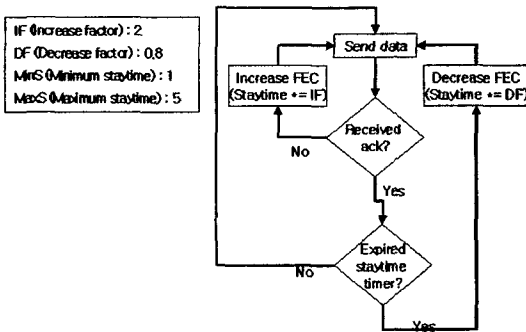 IF (Increase factor) : 2
DF (Decrease factor) : 0.8
MinS (Minimum staytime) : 1
MaxS (Maximum staytime) : 5
Send data
Increase FEC
(Staytime *= IF)
Decrease FEC
(Staytime *= DF)
Received
ack?
No
Yes
Expired
staytime
timer?
No
Yes